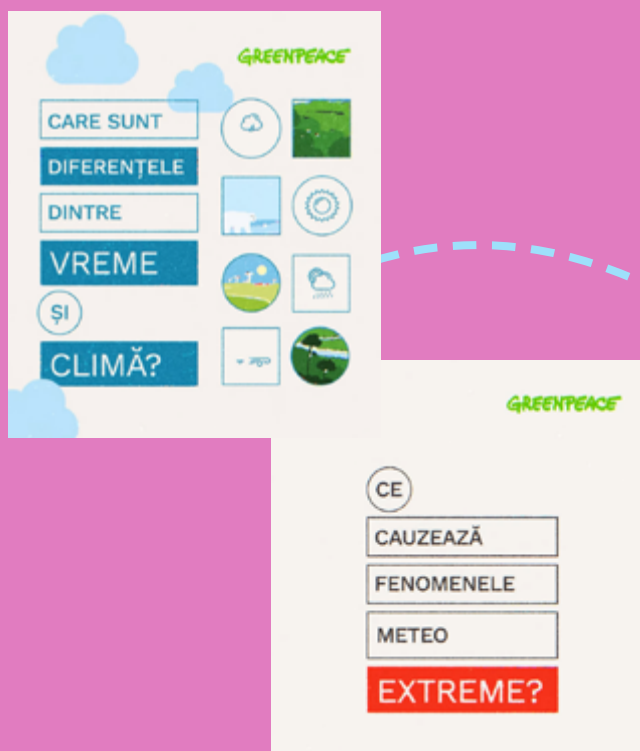 GREENPEACE
CARE SUNT
DIFERENȚELE
DINTRE
VREME
ȘI
CLIMĂ?
GREENPEACE
CE
CAUZEAZĂ
FENOMENELE
METEO
EXTREME?